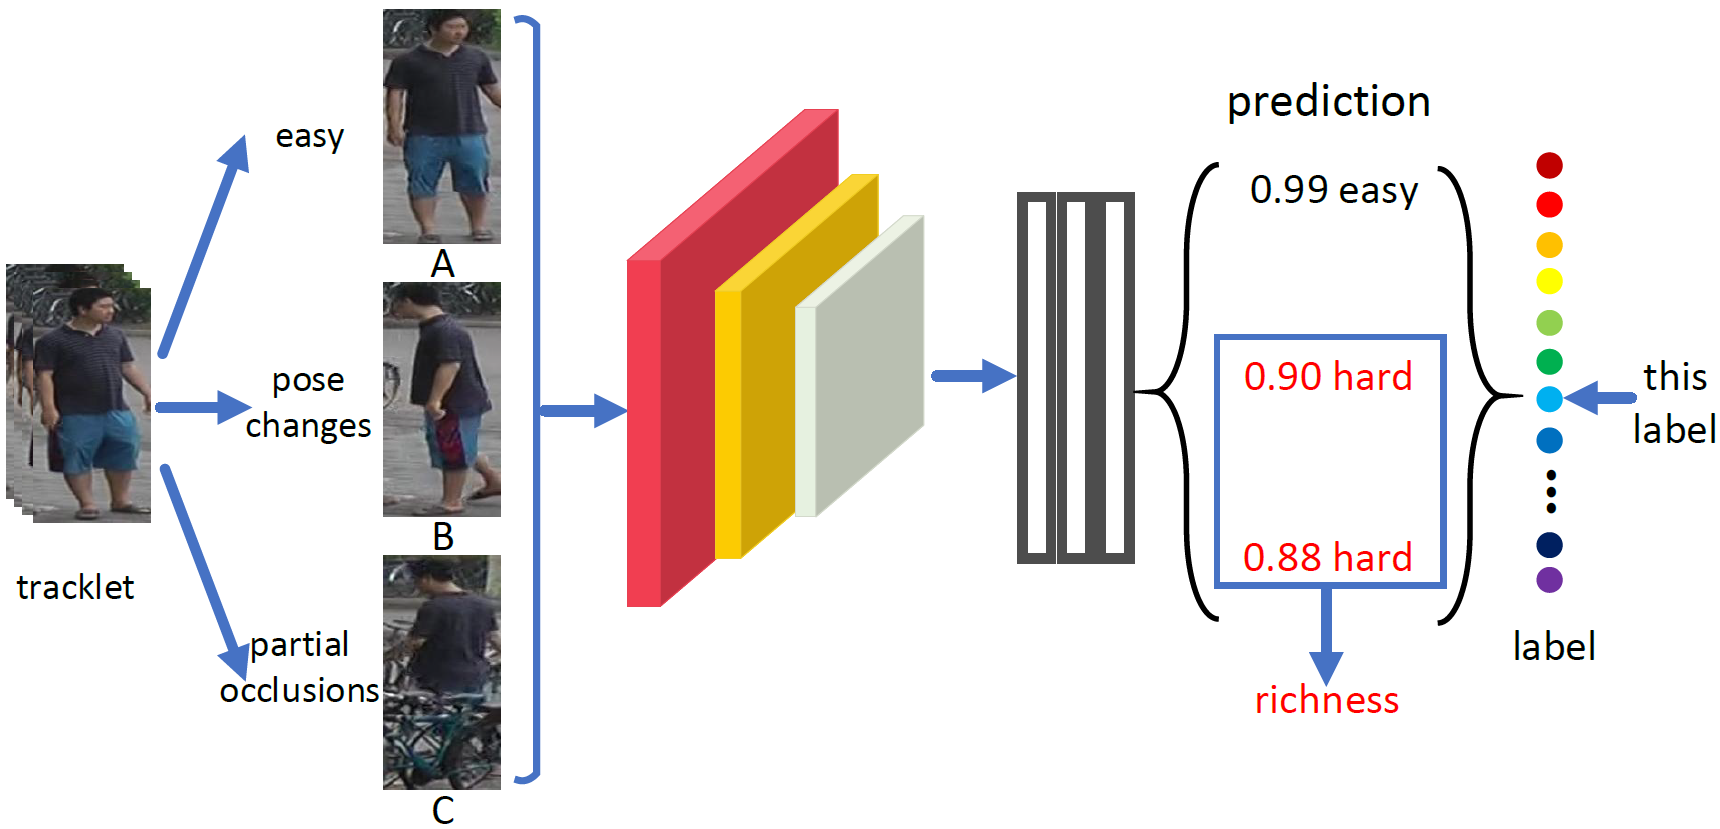 tracklet
easy
pose
changes
partial
occlusions
A
B
C
prediction
0.99 easy
0.90 hard
0.88 hard
richness
this
label
label